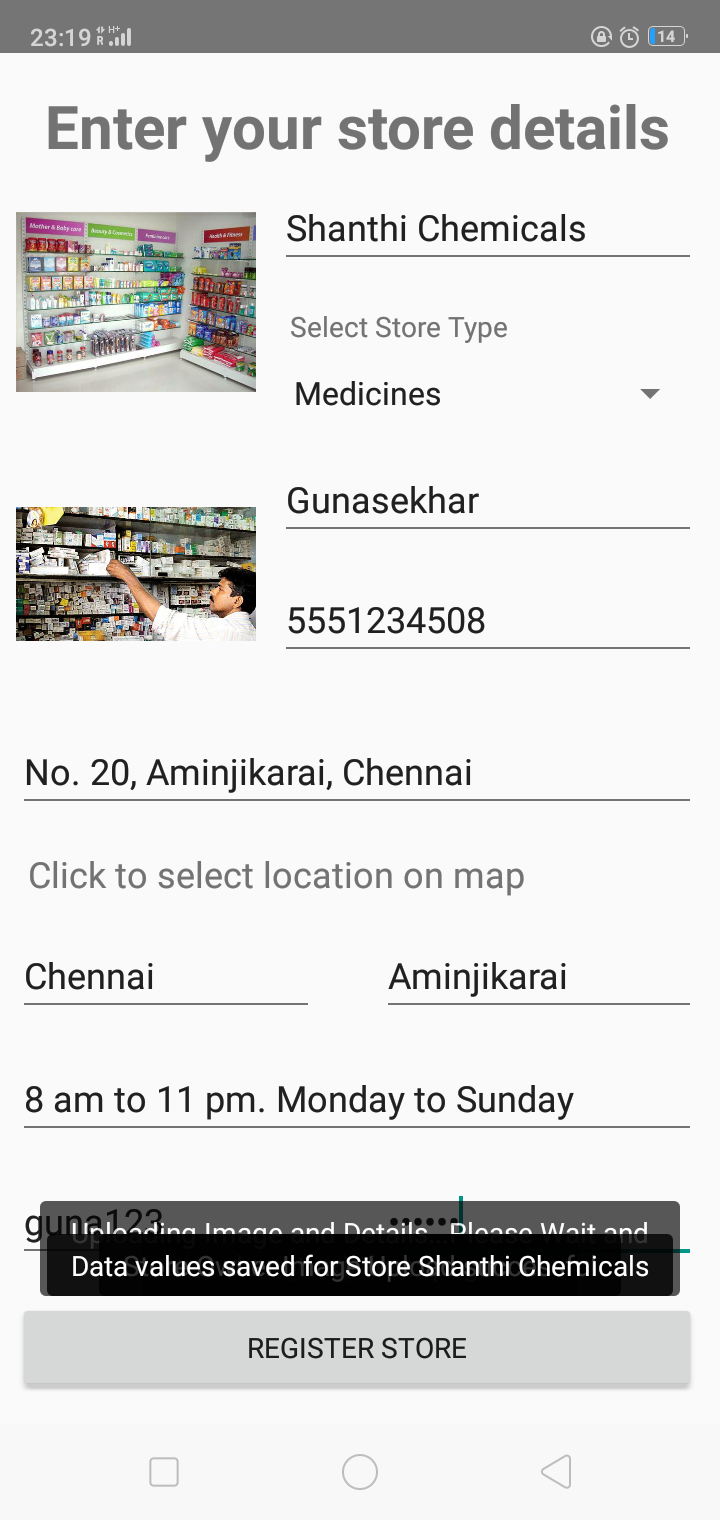 23:19 R H+ 14
Enter your store details
Mother & Baby care Beauty & Cosmetics Health & Fitness
Shanthi Chemicals
Select Store Type
Medicines
Gunasekhar
5551234508
No. 20, Aminjikarai, Chennai
Click to select location on map
Chennai Aminjikarai
8 am to 11 pm. Monday to Sunday
guna123 ••••••
Uploading Image and Details...Please Wait and
Data values saved for Store Shanthi Chemicals
REGISTER STORE